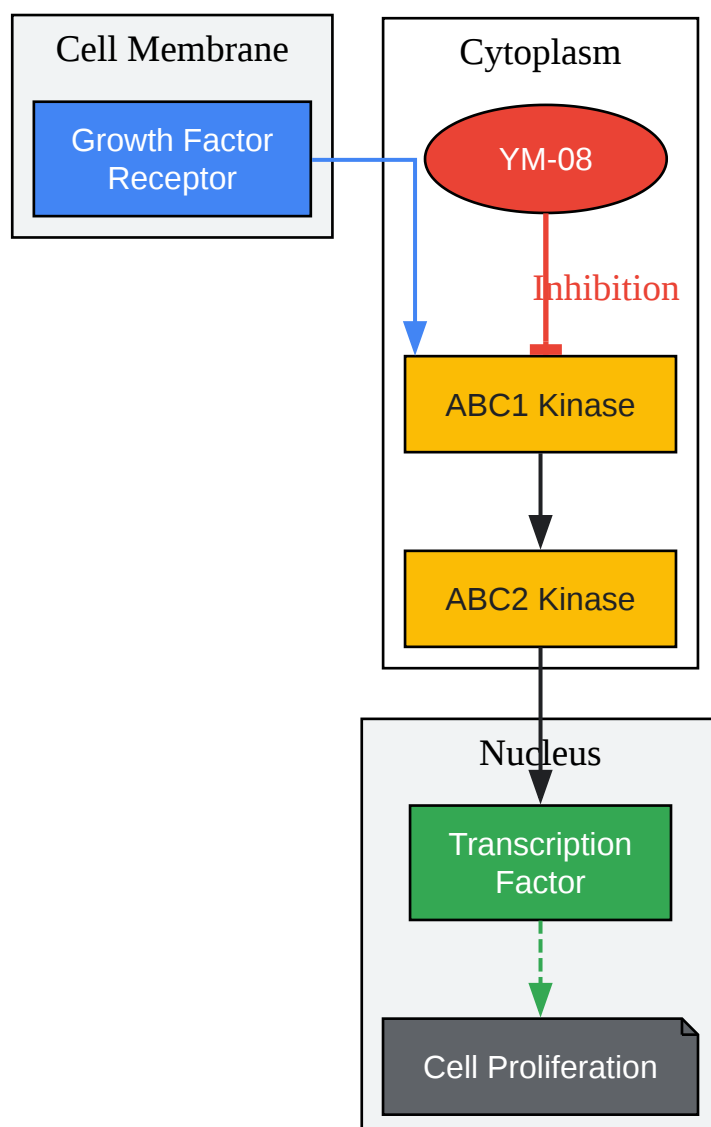 Cell Membrane
Growth Factor
Receptor
Cytoplasm
YM-08
Inhibition
ABC1 Kinase
ABC2 Kinase
Nucleus
Transcription
Factor
Cell Proliferation